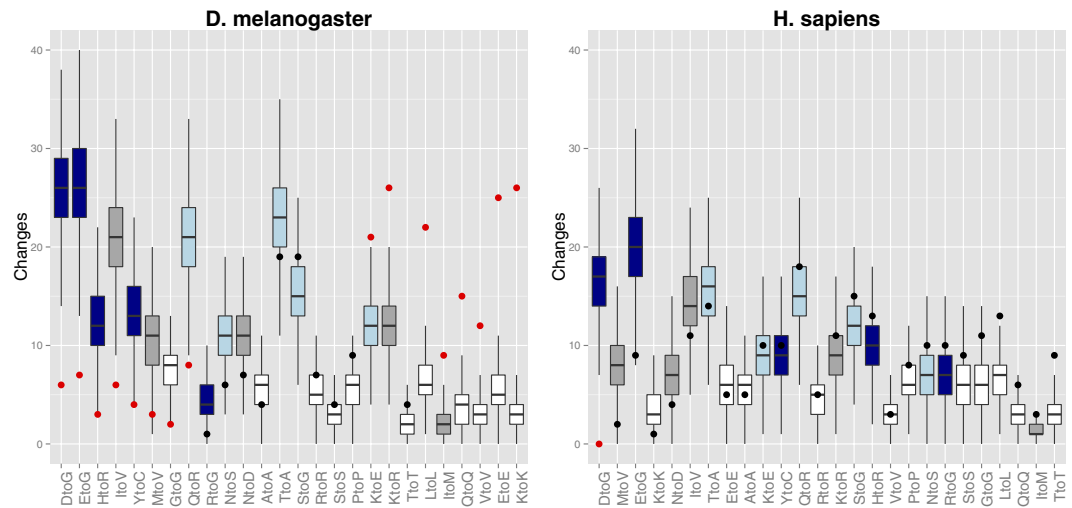 D. melanogaster
H. sapiens
Changes
40
30
20
10
0
DtoG EtoG HtoR ItoV YtoC MtoV GtoG QtoR RtoG NtoS NtoD AtoA TtoA StoG RtoR StoS PtoP KtoE KtoR TtoT LtoL ItoM QtoQ VtoV EtoE KtoK
Changes
40
30
20
10
0
DtoG MtoV EtoG KtoK NtoD ItoV TtoA EtoE AtoA KtoE YtoC QtoR RtoR KtoR StoG HtoR VtoV PtoP NtoS RtoG StoS GtoG LtoL QtoQ ItoM TtoT